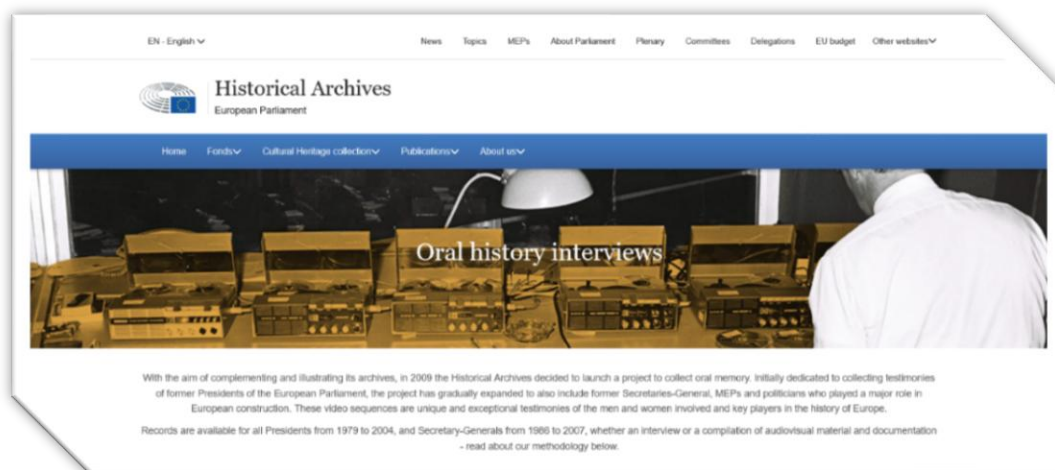 EN - English
News Topics MEPs About Parliament Plenary Committees Delegations EU budget Other websites
Historical Archives
European Parliament
Home Fonds Cultural Heritage collection Publications About us
Oral history interviews
With the aim of complementing and illustrating its archives, in 2009 the Historical Archives decided to launch a project to collect oral memory. Initially dedicated to collecting testimonies
of former Presidents of the European Parliament, the project has gradually expanded to also include former Secretaries-General, MEPs and politicians who played a major role in
European construction. These video sequences are unique and exceptional testimonies of the men and women involved and key players in the history of Europe.
Records are available for all Presidents from 1979 to 2004, and Secretary-Generals from 1986 to 2007, whether an interview or a compilation of audiovisual material and documentation
- read about our methodology below.